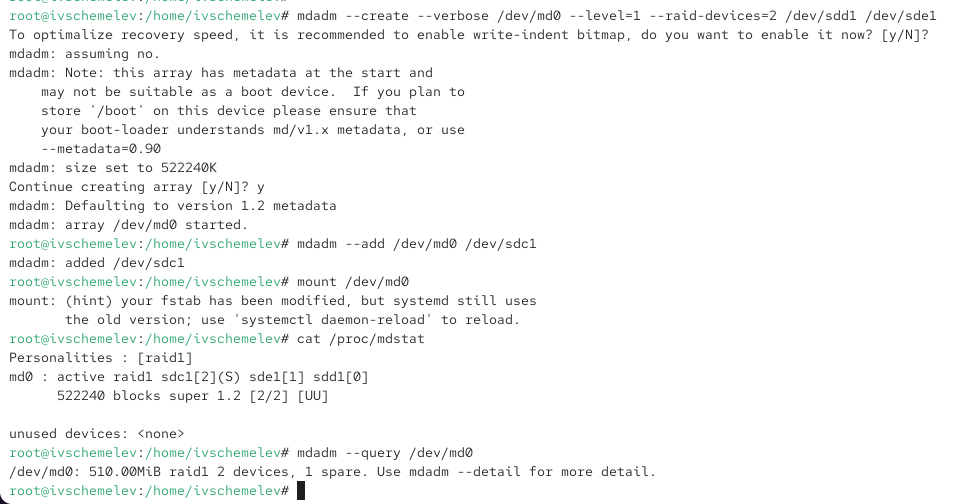 root@ivschemelev:/home/ivschemelev# mdadm --create --verbose /dev/md0 --level=1 --raid-devices=2 /dev/sdd1 /dev/sde1
To optimalize recovery speed, it is recommended to enable write-indent bitmap, do you want to enable it now? [y/N]?
mdadm: assuming no.
mdadm: Note: this array has metadata at the start and
    may not be suitable as a boot device.  If you plan to
    store '/boot' on this device please ensure that
    your boot-loader understands md/v1.x metadata, or use
    --metadata=0.90
mdadm: size set to 522240K
Continue creating array [y/N]? y
mdadm: Defaulting to version 1.2 metadata
mdadm: array /dev/md0 started.
root@ivschemelev:/home/ivschemelev# mdadm --add /dev/md0 /dev/sdc1
mdadm: added /dev/sdc1
root@ivschemelev:/home/ivschemelev# mount /dev/md0
mount: (hint) your fstab has been modified, but systemd still uses
       the old version; use 'systemctl daemon-reload' to reload.
root@ivschemelev:/home/ivschemelev# cat /proc/mdstat
Personalities : [raid1]
md0 : active raid1 sdc1[2](S) sde1[1] sdd1[0]
      522240 blocks super 1.2 [2/2] [UU]

unused devices: <none>
root@ivschemelev:/home/ivschemelev# mdadm --query /dev/md0
/dev/md0: 510.00MiB raid1 2 devices, 1 spare. Use mdadm --detail for more detail.
root@ivschemelev:/home/ivschemelev#